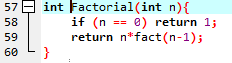 57 int Factorial(int n){
58 if (n == 0) return 1;
59 return n*fact(n-1);
60 }